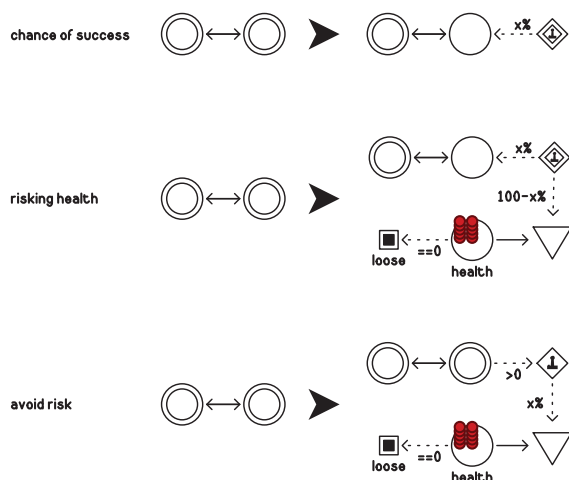 chance of success
x%
risking health
x%
100-x%
loose
==0
health
avoid risk
>0
x%
loose
==0
health